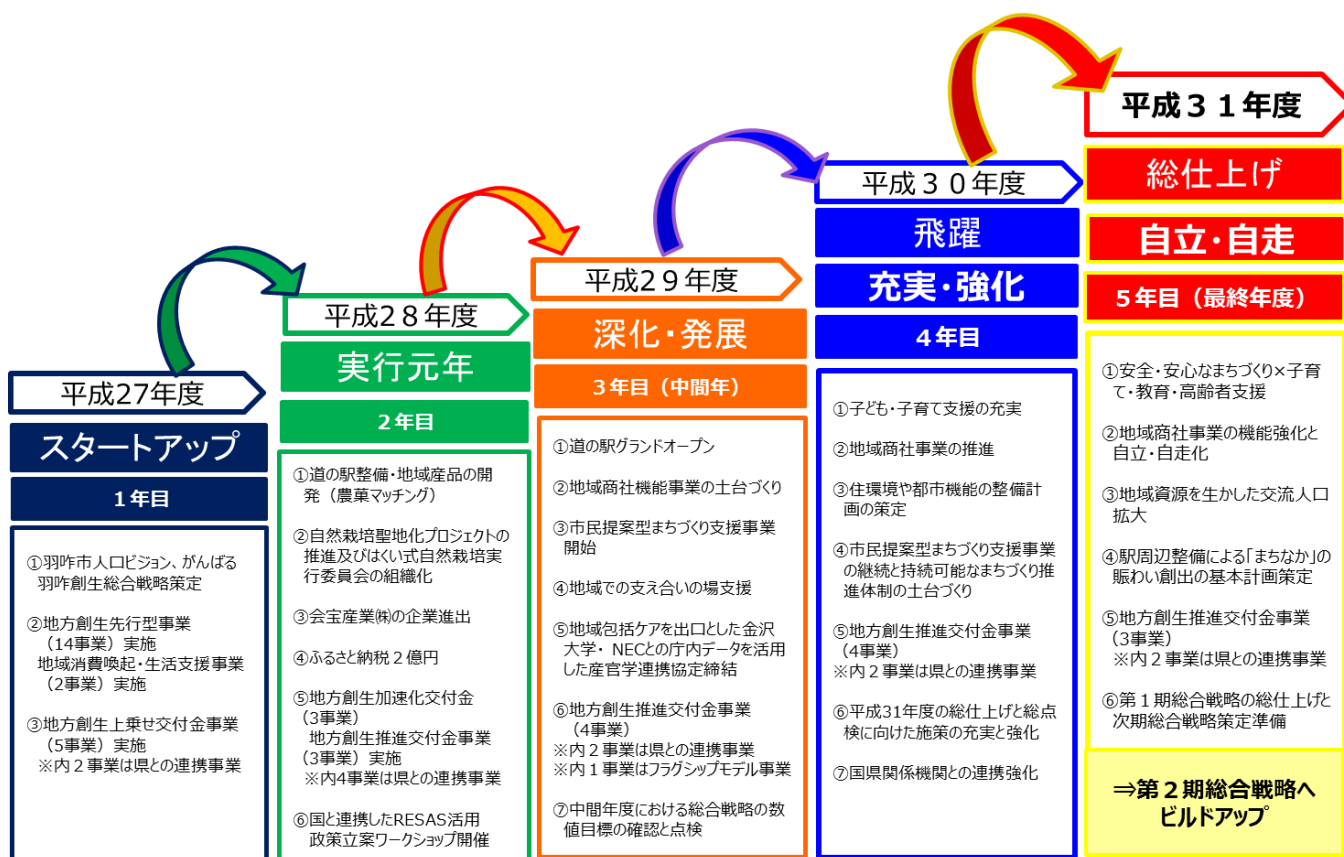 平成27年度
スタートアップ
1年目
①羽咋市人口ビジョン、がんばる
羽咋創生総合戦略策定
②地方創生先行型事業
（14事業）実施
地域消費喚起・生活支援事業
（2事業）実施
③地方創生上乗せ交付金事業
（5事業）実施
※内２事業は県との連携事業
平成28年度
実行元年
２年目
①道の駅整備・地域産品の開
発（農菓マッチング）
②自然栽培聖地化プロジェクトの
推進及びはくい式自然栽培実
行委員会の組織化
③会宝産業㈱の企業進出
④ふるさと納税２億円
⑤地方創生加速化交付金
（3事業）
地方創生推進交付金事業
（3事業）実施
※内4事業は県との連携事業
⑥国と連携したRESAS活用
政策立案ワークショップ開催
平成29年度
深化・発展
３年目（中間年）
①道の駅グランドオープン
②地域商社機能事業の土台づくり
③市民提案型まちづくり支援事業
開始
④地域での支え合いの場支援
⑤地域包括ケアを出口とした金沢
大学・ NECとの庁内データを活用
した産官学連携協定締結
⑥地方創生推進交付金事業
（4事業）
※内２事業は県との連携事業
※内１事業はフラグシップモデル事業
⑦中間年度における総合戦略の数
値目標の確認と点検
平成３０年度
飛躍
充実・強化
４年目
①子ども・子育て支援の充実
②地域商社事業の推進
③住環境や都市機能の整備計
画の策定
④市民提案型まちづくり支援事業
の継続と持続可能なまちづくり推
進体制の土台づくり
⑤地方創生推進交付金事業
（4事業）
※内２事業は県との連携事業
⑥平成31年度の総仕上げと総点
検に向けた施策の充実と強化
⑦国県関係機関との連携強化
平成３１年度
総仕上げ
自立・自走
５年目（最終年度）
①安全・安心なまちづくり×子育
て・教育・高齢者支援
②地域商社事業の機能強化と
自立・自走化
③地域資源を生かした交流人口
拡大
④駅周辺整備による「まちなか」の
賑わい創出の基本計画策定
⑤地方創生推進交付金事業
（3事業）
※内２事業は県との連携事業
⑥第１期総合戦略の総仕上げと
次期総合戦略策定準備
⇒第２期総合戦略へ
ビルドアップ